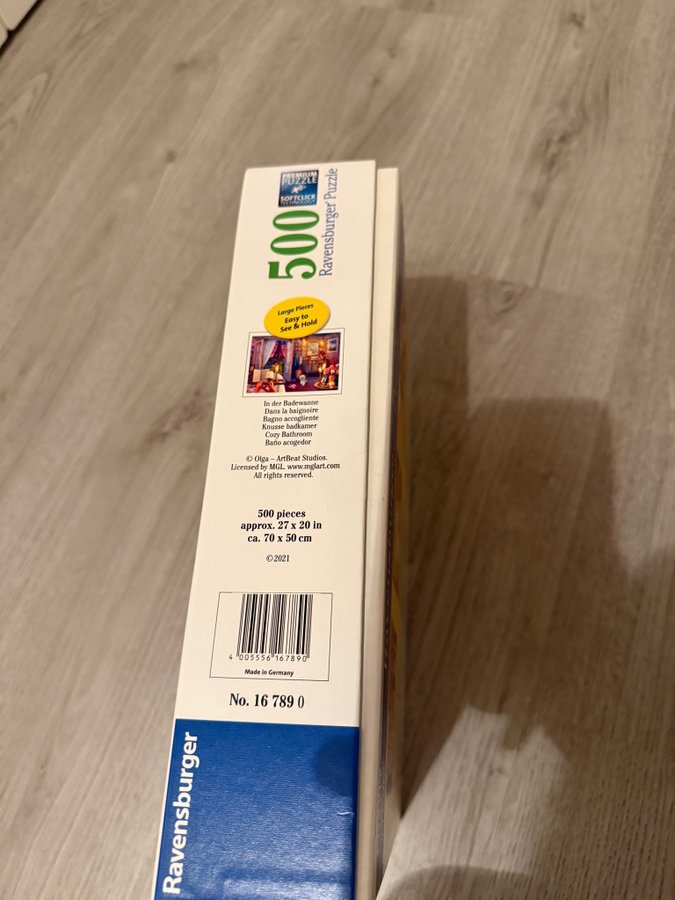 PREMIUM
PUZZLE
SOFTCLICK
TECHNOLOGY
500
Ravensburger® Puzzle
Large Pieces
Easy to
See & Hold
In der Badewanne
Dans la baignoire
Bagno accogliente
Knusse badkamer
Cozy Bathroom
Baño acogedor
© Olga – ArtBeat Studios.
Licensed by MGL. www.mglart.com
All rights reserved.
500 pieces
approx. 27 x 20 in
ca. 70 x 50 cm
©2021
4 005556 167890
Made in Germany
No. 16 789 0
Ravensburger